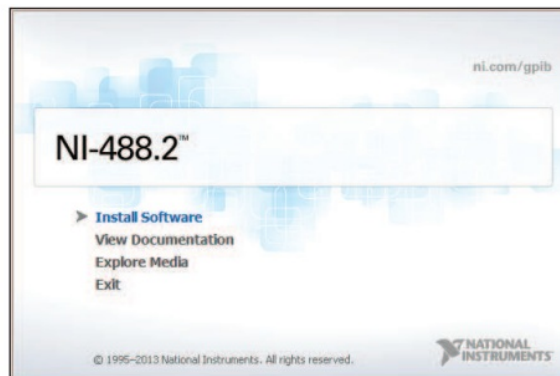 ni.com/gpib
NI-488.2™
Install Software
View Documentation
Explore Media
Exit
© 1995–2013 National Instruments. All rights reserved.
NATIONAL
INSTRUMENTS™